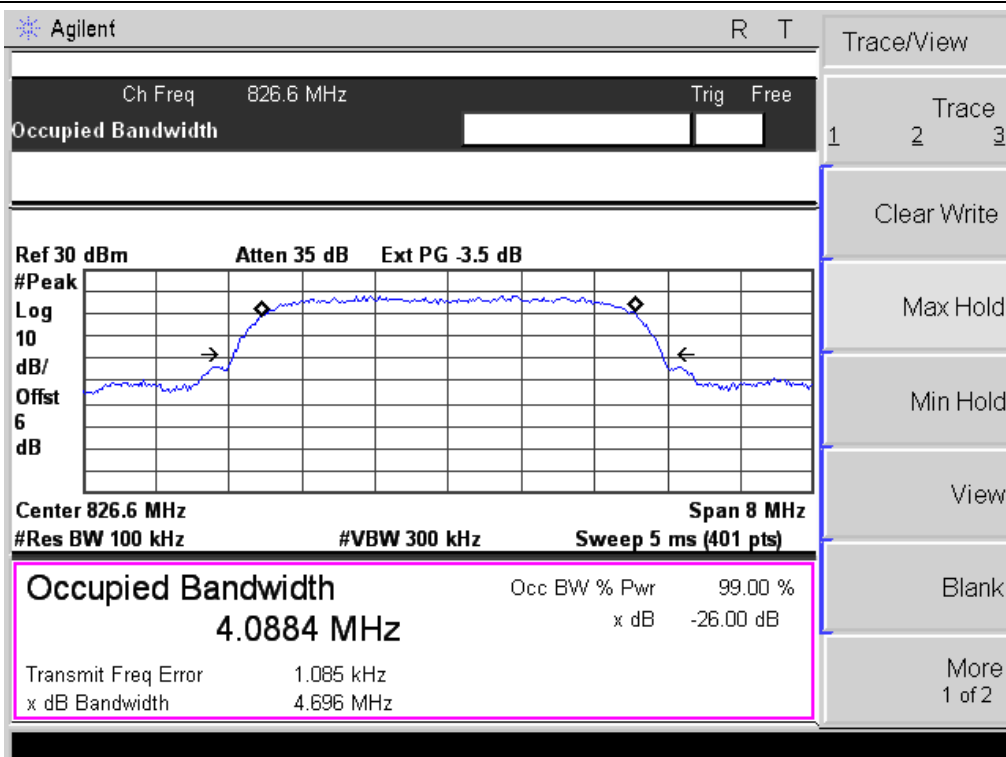 Agilent
R T
Trace/View
Ch Freq 826.6 MHz Trig Free
Occupied Bandwidth
Trace
1 2 3
Clear Write
Max Hold
Min Hold
View
Blank
More
1 of 2
Ref 30 dBm Atten 35 dB Ext PG -3.5 dB
#Peak
Log
10
dB/
Offst
6
dB
Center 826.6 MHz Span 8 MHz
#Res BW 100 kHz #VBW 300 kHz Sweep 5 ms (401 pts)
Occupied Bandwidth
4.0884 MHz
Occ BW % Pwr 99.00 %
x dB -26.00 dB
Transmit Freq Error 1.085 kHz
x dB Bandwidth 4.696 MHz